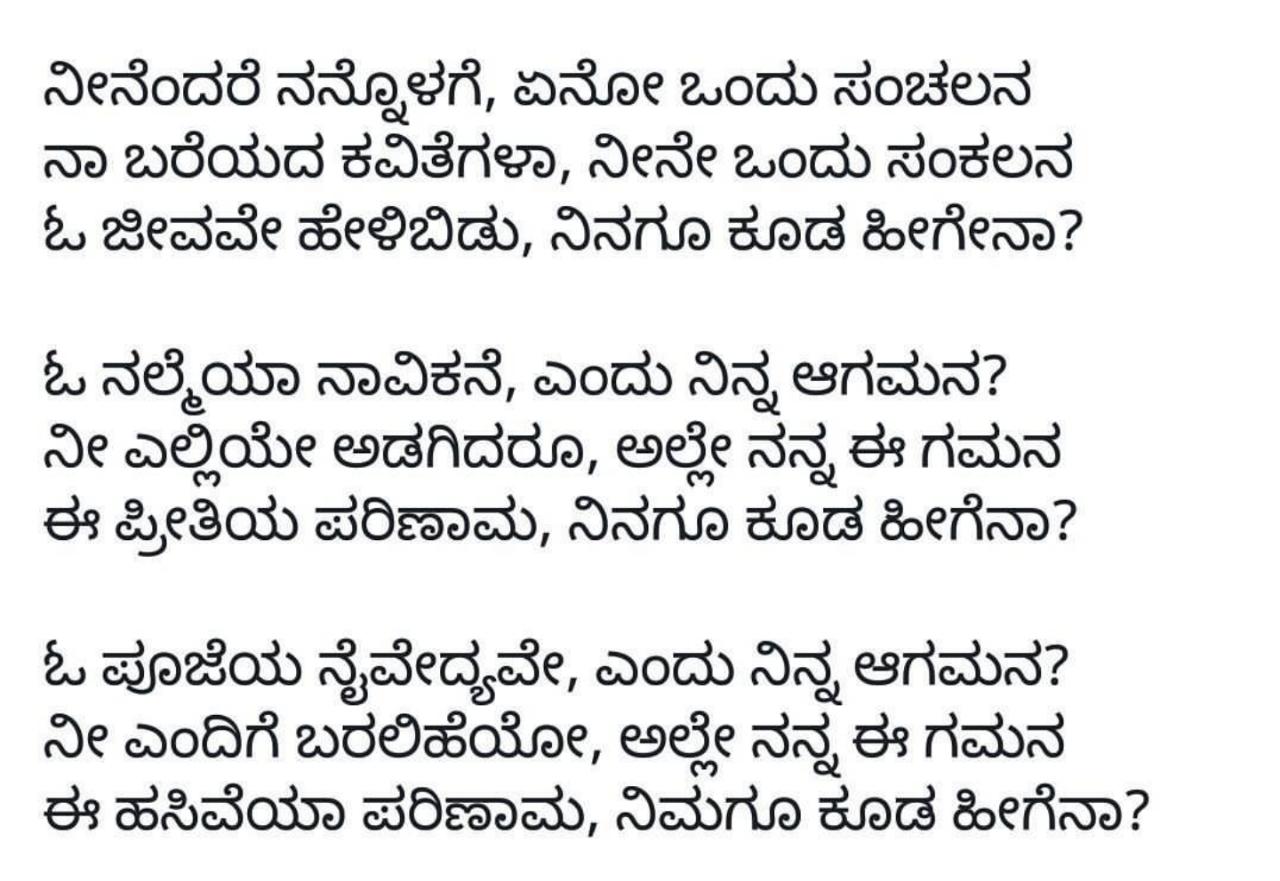 ನೀನೆಂದರೆ ನನ್ನೊಳಗೆ, ಏನೋ ಒಂದು ಸಂಚಲನ
ನಾ ಬರೆಯದ ಕವಿತೆಗಳಾ, ನೀನೇ ಒಂದು ಸಂಕಲನ
ಓ ಜೀವವೇ ಹೇಳಿಬಿಡು, ನಿನಗೂ ಕೂಡ ಹೀಗೇನಾ?
ಓ ನಲ್ಮೆಯಾ ನಾವಿಕನೆ, ಎಂದು ನಿನ್ನ ಆಗಮನ?
ನೀ ಎಲ್ಲಿಯೇ ಅಡಗಿದರೂ, ಅಲ್ಲೇ ನನ್ನ ಈ ಗಮನ
ಈ ಪ್ರೀತಿಯ ಪರಿಣಾಮ, ನಿನಗೂ ಕೂಡ ಹೀಗೆನಾ?
ಓ ಪೂಜೆಯ ನೈವೇದ್ಯವೇ, ಎಂದು ನಿನ್ನ ಆಗಮನ?
ನೀ ಎಂದಿಗೆ ಬರಲಿಹೆಯೋ, ಅಲ್ಲೇ ನನ್ನ ಈ ಗಮನ
ಈ ಹಸಿವೆಯಾ ಪರಿಣಾಮ, ನಿಮಗೂ ಕೂಡ ಹೀಗೆನಾ?